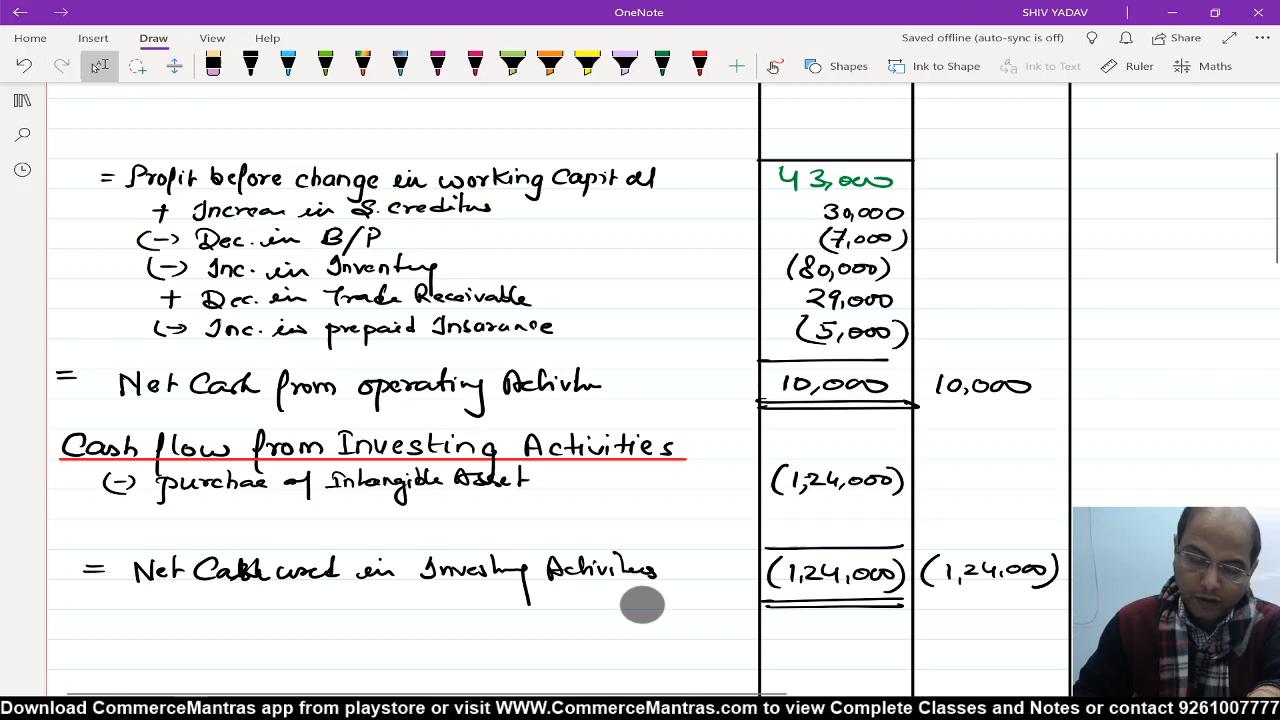 OneNote
SHIV YADAV
Home Insert Draw View Help
Saved offline (auto-sync is off)
Share
Shapes
Ink to Shape
Ink to Text
Ruler
Maths
= Profit before change in working Capital 43,000
+ Increase in S. creditors 30,000
(-) Dec. in B/P (7,000)
(-) Inc. in Inventory (80,000)
+ Dec. in Trade Receivable 29,000
(-) Inc. in prepaid Insurance (5,000)
= Net Cash from operating Activities 10,000 10,000
Cash flow from Investing Activities
(-) purchae of Intangible Asset (1,24,000)
= Net Cash used in Investing Activities (1,24,000) (1,24,000)
Download CommerceMantras app from playstore or visit WWW.CommerceMantras.com to view Complete Classes and Notes or contact 9261007777